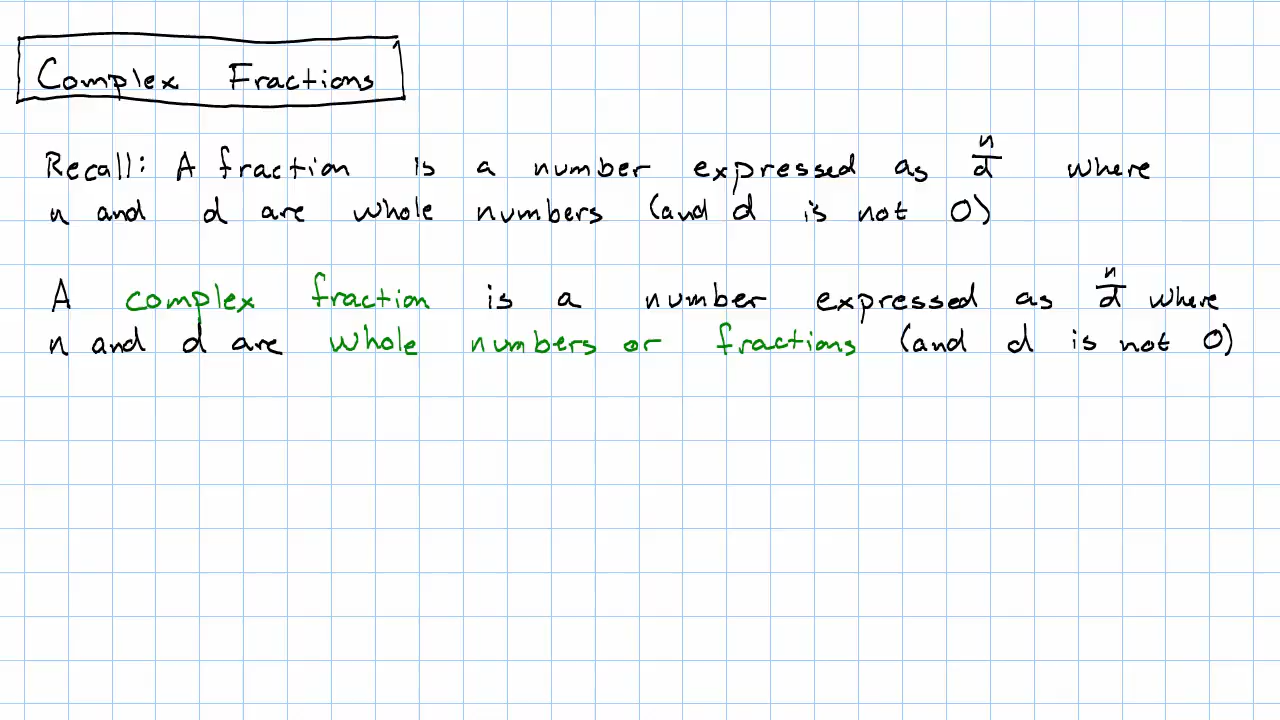 Complex Fractions
Recall: A fraction is a number expressed as n/d where
n and d are whole numbers (and d is not 0)
A complex fraction is a number expressed as n/d where
n and d are whole numbers or fractions (and d is not 0)